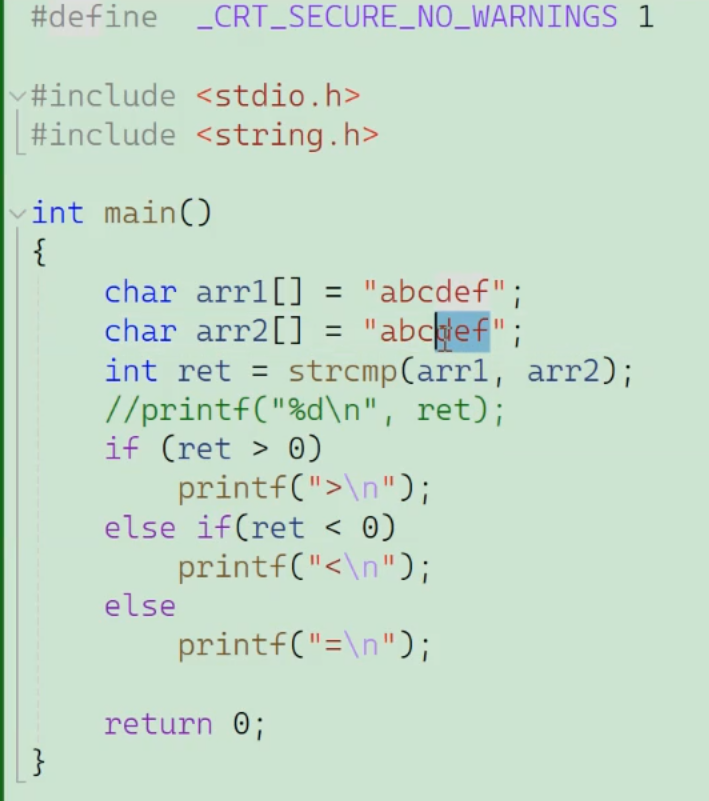 #define _CRT_SECURE_NO_WARNINGS 1
#include <stdio.h>
#include <string.h>
int main()
{
char arr1[] = "abcdef";
char arr2[] = "abcdef";
int ret = strcmp(arr1, arr2);
//printf("%d\n", ret);
if (ret > 0)
printf(">\n");
else if(ret < 0)
printf("<\n");
else
printf("=\n");
return 0;
}